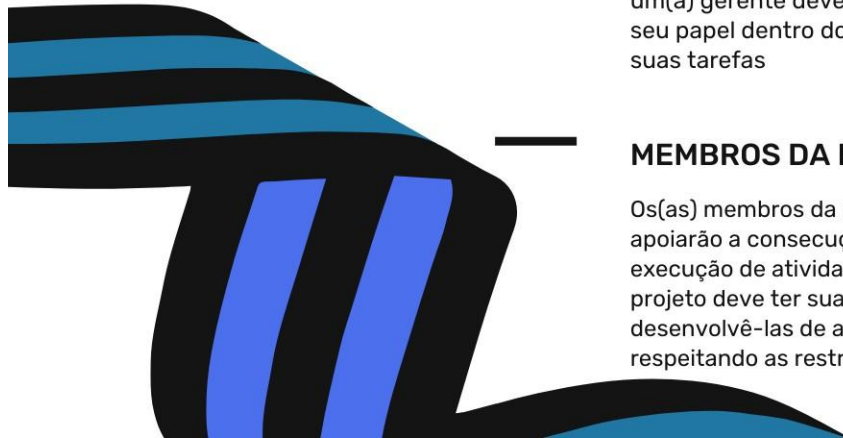 um(a) gerente deve
seu papel dentro do
suas tarefas
MEMBROS DA
Os(as) membros da
apoiarão a
execução de
projeto deve ter sua
desenvolvê-las de
respeitando as